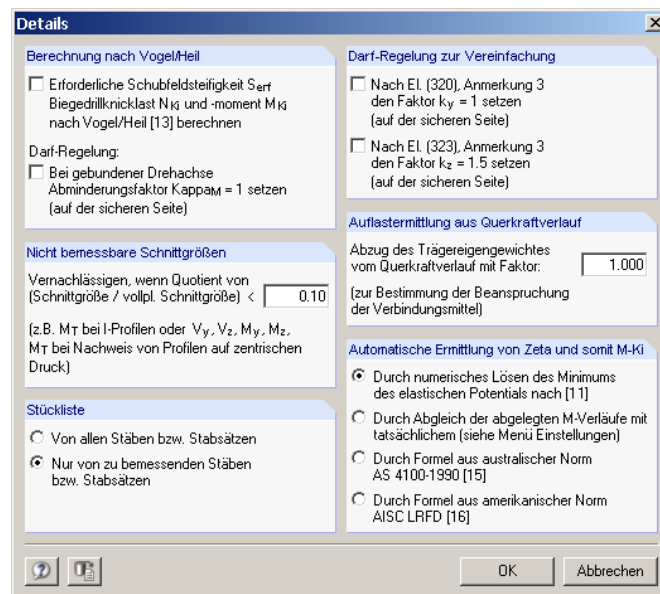 Details
Berechnung nach Vogel/Heil
Erforderliche Schubfeldsteifigkeit Serf
Biegedrillknicklast NKi und -moment MKi
nach Vogel/Heil [13] berechnen
Darf-Regelung:
Bei gebundener Drehachse
Abminderungsfaktor KappaM = 1 setzen
(auf der sicheren Seite)
Nicht bemessbare Schnittgrößen
Vernachlässigen, wenn Quotient von
(Schnittgröße / vollpl. Schnittgröße) < 0.10
(z.B. MT bei I-Profilen oder Vy, Vz, My, Mz,
MT bei Nachweis von Profilen auf zentrischen
Druck)
Stückliste
Von allen Stäben bzw. Stabsätzen
Nur von zu bemessenden Stäben
bzw. Stabsätzen
Darf-Regelung zur Vereinfachung
Nach El. (320), Anmerkung 3
den Faktor ky = 1 setzen
(auf der sicheren Seite)
Nach El. (323), Anmerkung 3
den Faktor kz = 1.5 setzen
(auf der sicheren Seite)
Auflastermittlung aus Querkraftverlauf
Abzug des Trägereigengewichtes
vom Querkraftverlauf mit Faktor: 1.000
(zur Bestimmung der Beanspruchung
der Verbindungsmittel)
Automatische Ermittlung von Zeta und somit M-Ki
Durch numerisches Lösen des Minimums
des elastischen Potentials nach [11]
Durch Abgleich der abgelegten M-Verläufe mit
tatsächlichem (siehe Menü Einstellungen)
Durch Formel aus australischer Norm
AS 4100-1990 [15]
Durch Formel aus amerikanischer Norm
AISC LRFD [16]
OK
Abbrechen